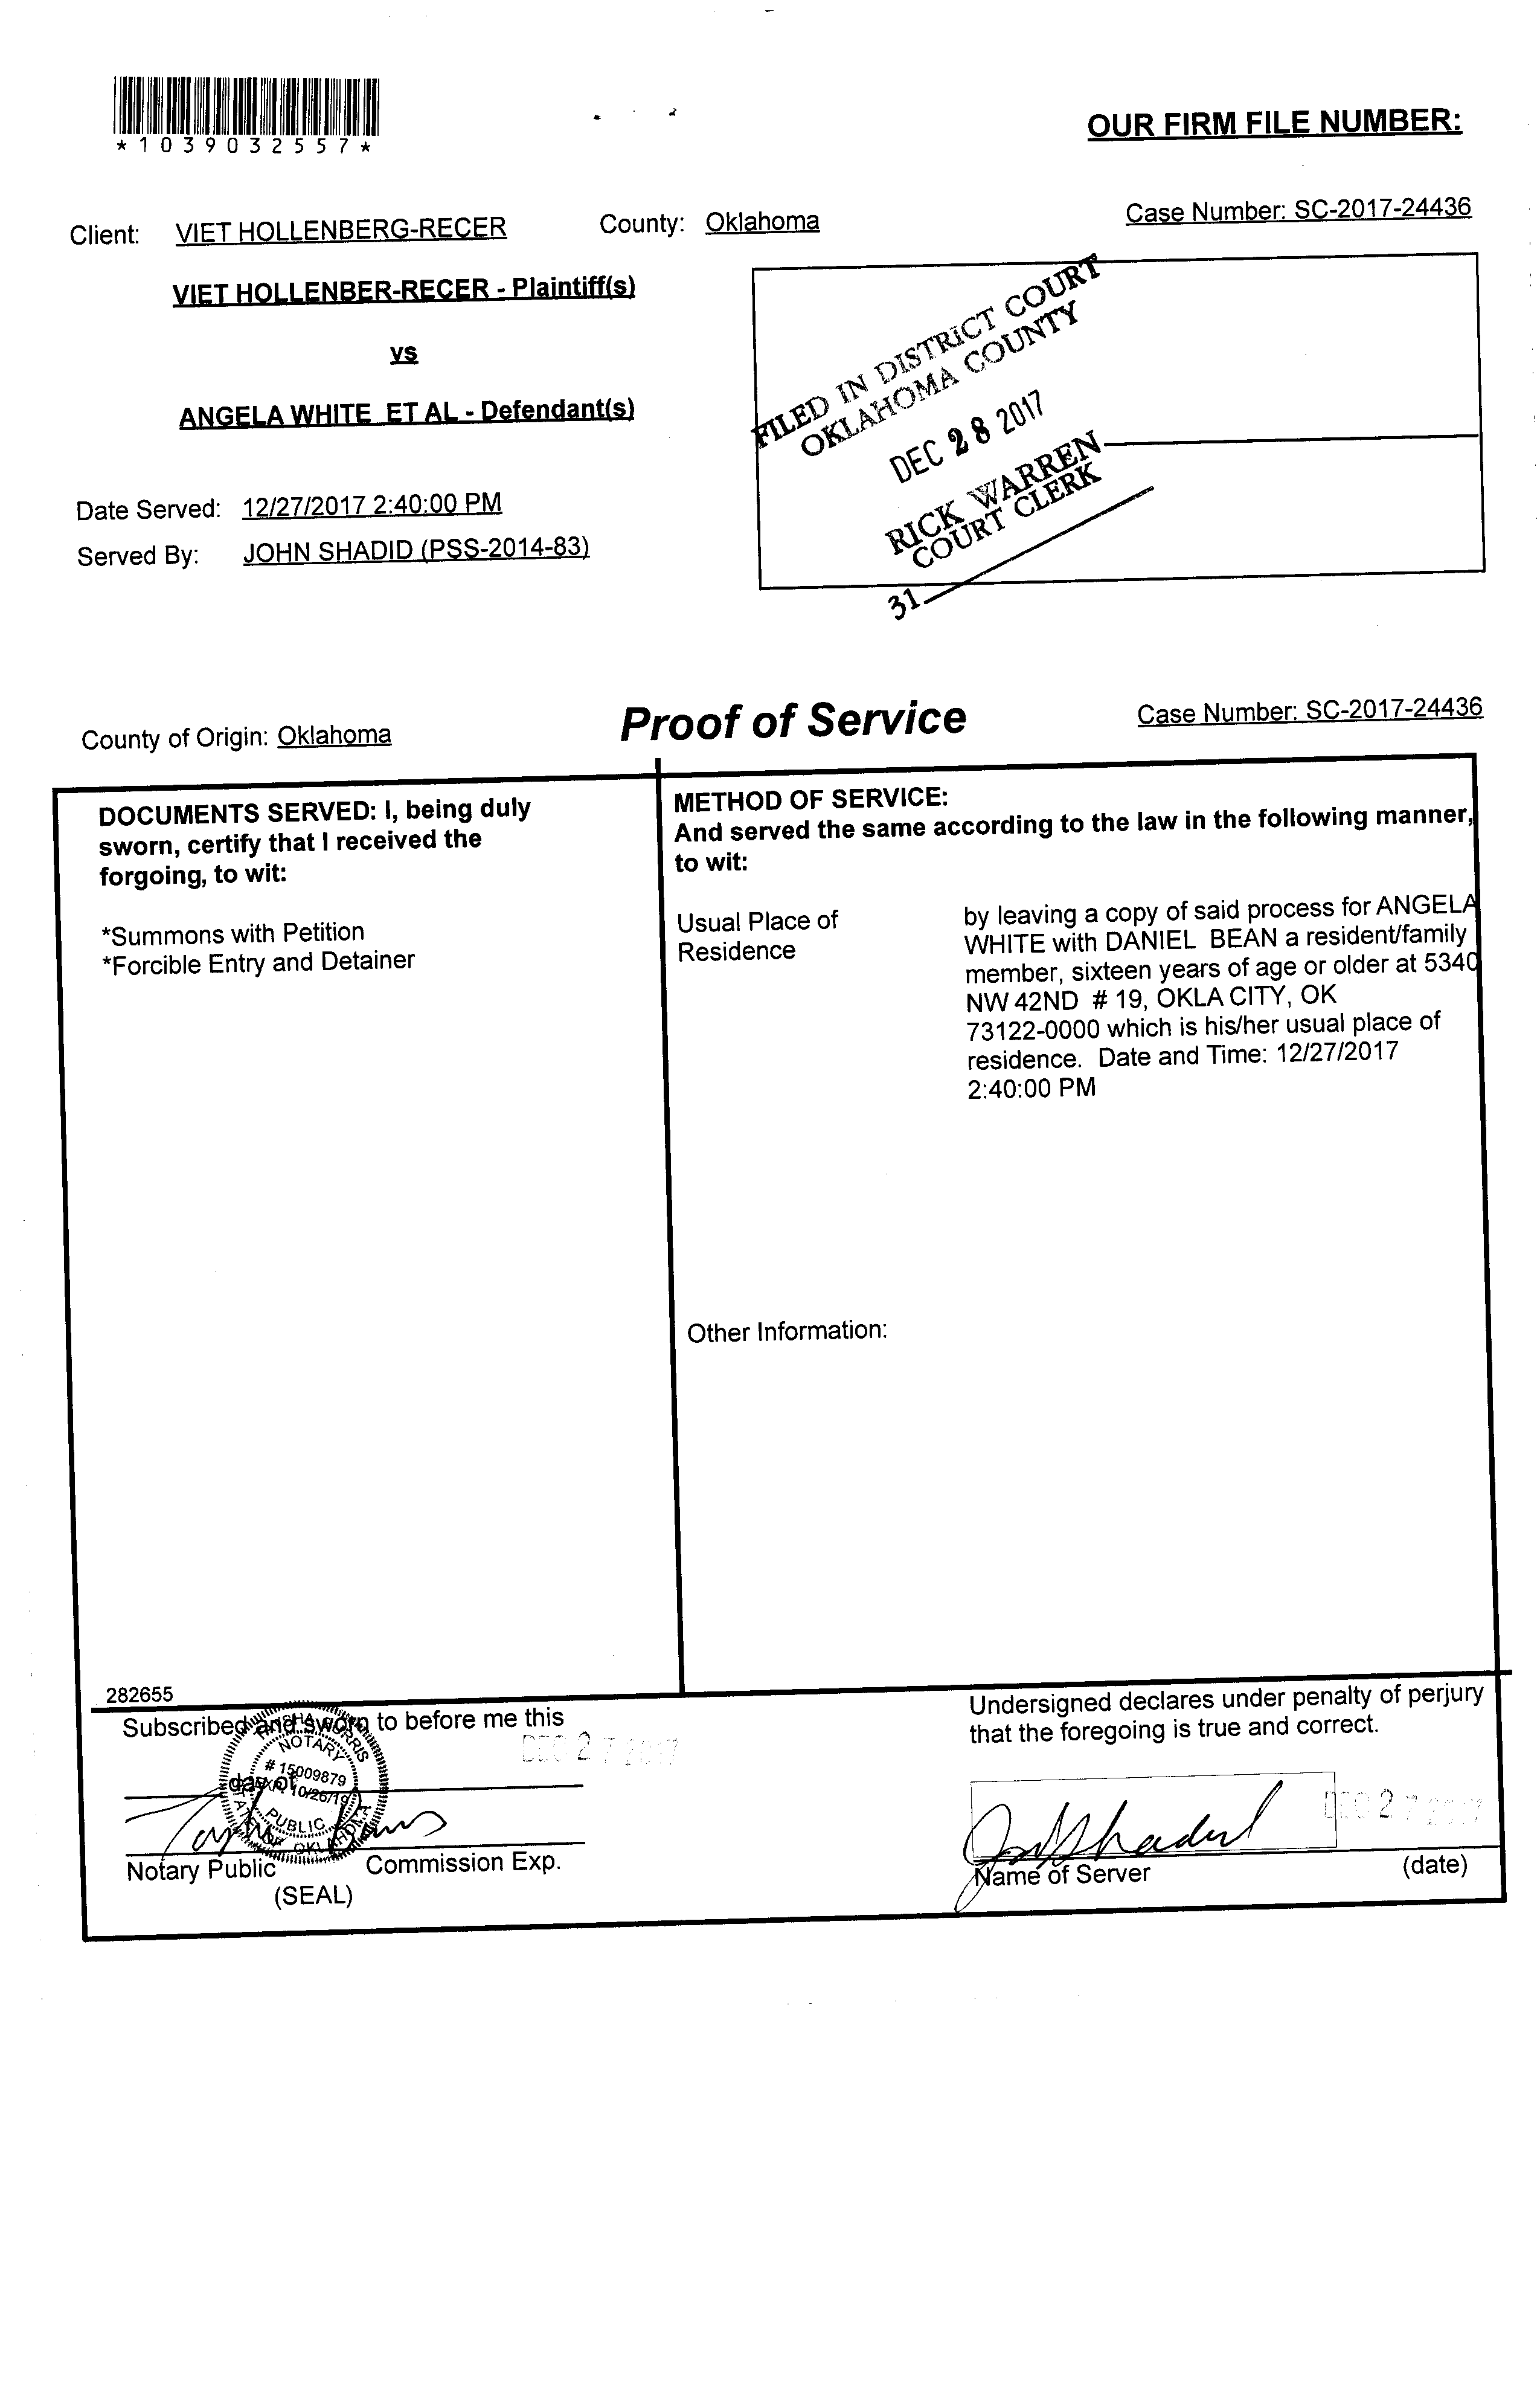 *1039032557*
OUR FIRM FILE NUMBER:
Client: VIET HOLLENBERG-RECER County: Oklahoma Case Number: SC-2017-24436
VIET HOLLENBER-RECER - Plaintiff(s)
vs
ANGELA WHITE ET AL - Defendant(s)
FILED IN DISTRICT COURT
OKLAHOMA COUNTY
DEC 28 2017
RICK WARREN
COURT CLERK
31
Date Served: 12/27/2017 2:40:00 PM
Served By: JOHN SHADID (PSS-2014-83)
County of Origin: Oklahoma Proof of Service Case Number: SC-2017-24436
DOCUMENTS SERVED: I, being duly
sworn, certify that I received the
forgoing, to wit:
*Summons with Petition
*Forcible Entry and Detainer
METHOD OF SERVICE:
And served the same according to the law in the following manner,
to wit:
Usual Place of
Residence
by leaving a copy of said process for ANGELA
WHITE with DANIEL BEAN a resident/family
member, sixteen years of age or older at 5340
NW 42ND # 19, OKLA CITY, OK
73122-0000 which is his/her usual place of
residence. Date and Time: 12/27/2017
2:40:00 PM
Other Information:
282655
Subscribed and sworn to before me this
DEC 27 2017
day of
NOTARY
# 15009879
EXP. 10/26/19
PUBLIC
STATE OF OKLAHOMA
Notary Public Commission Exp.
(SEAL)
Undersigned declares under penalty of perjury
that the foregoing is true and correct.
DEC 27 2017
Name of Server (date)